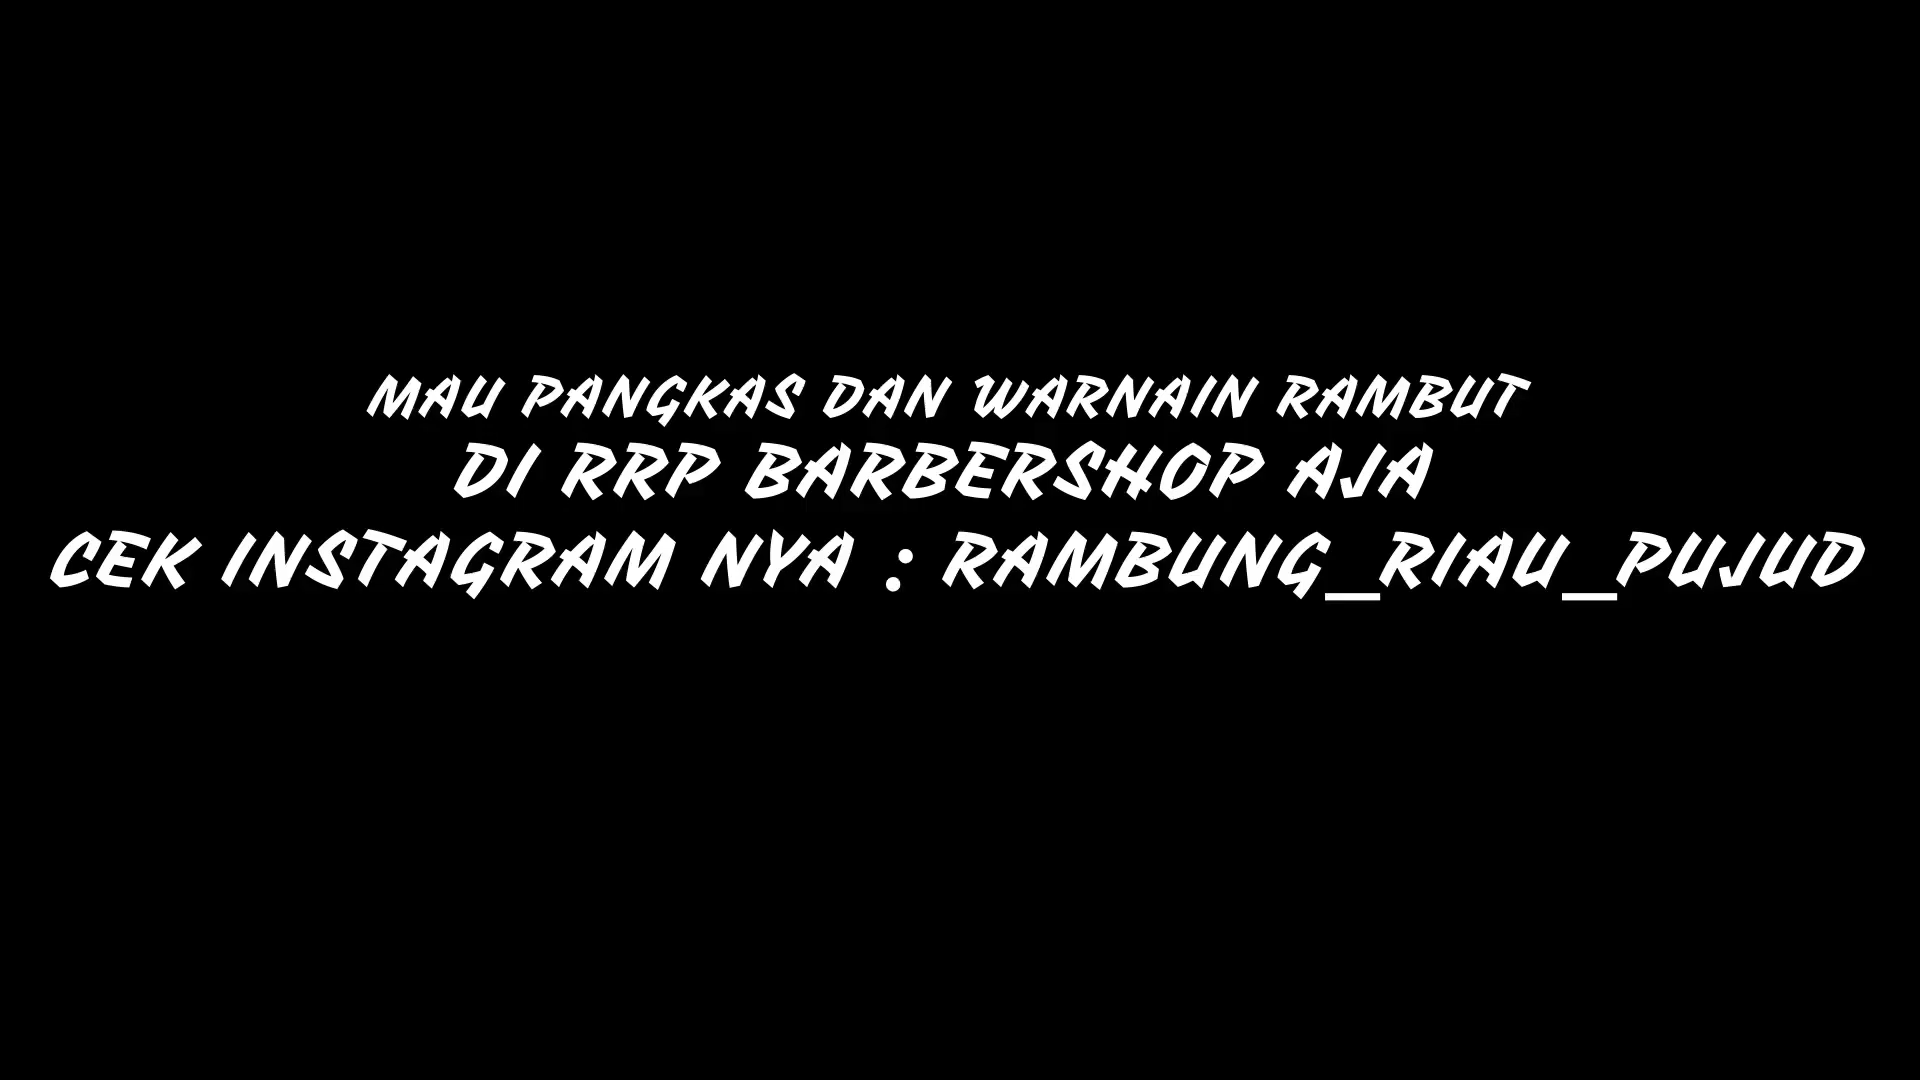 MAU PANGKAS DAN WARNAIN RAMBUT
DI RRP BARBERSHOP AJA
CEK INSTAGRAM NYA : RAMBUNG_RIAU_PUJUD